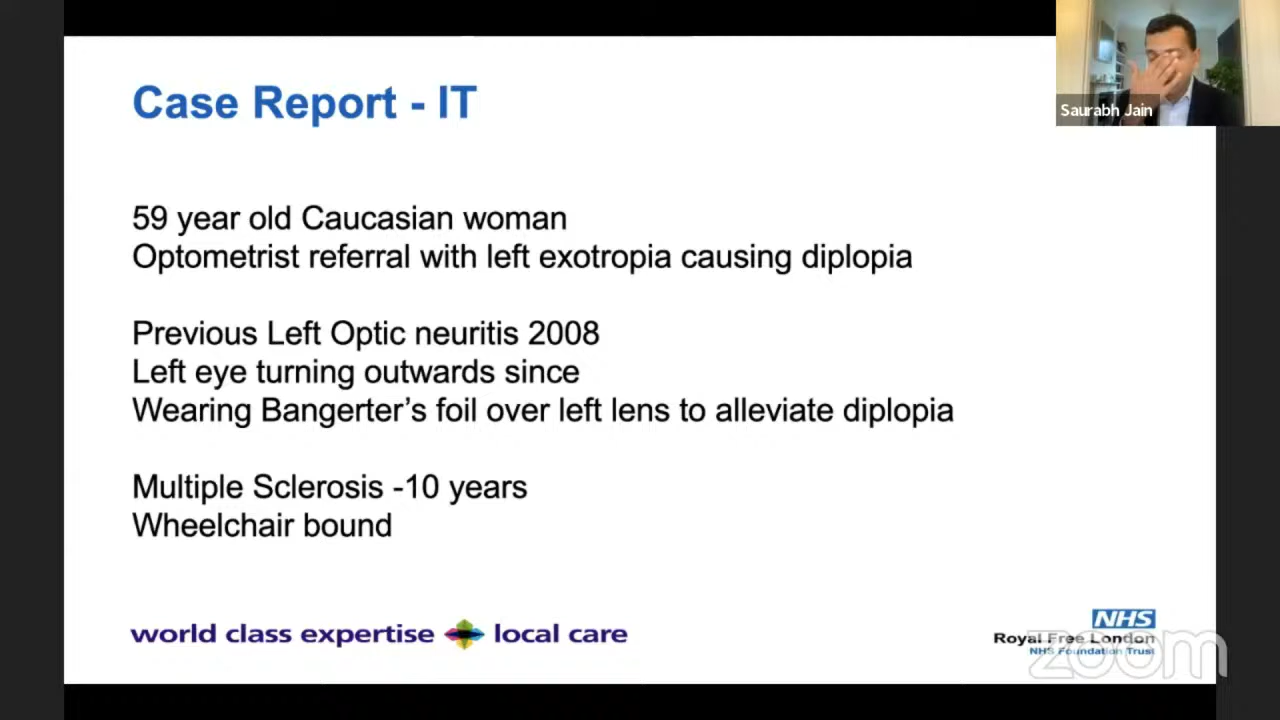 Case Report - IT
Saurabh Jain
59 year old Caucasian woman
Optometrist referral with left exotropia causing diplopia
Previous Left Optic neuritis 2008
Left eye turning outwards since
Wearing Bangerter’s foil over left lens to alleviate diplopia
Multiple Sclerosis -10 years
Wheelchair bound
world class expertise local care
NHS
Royal Free London
NHS Foundation Trust
zoom